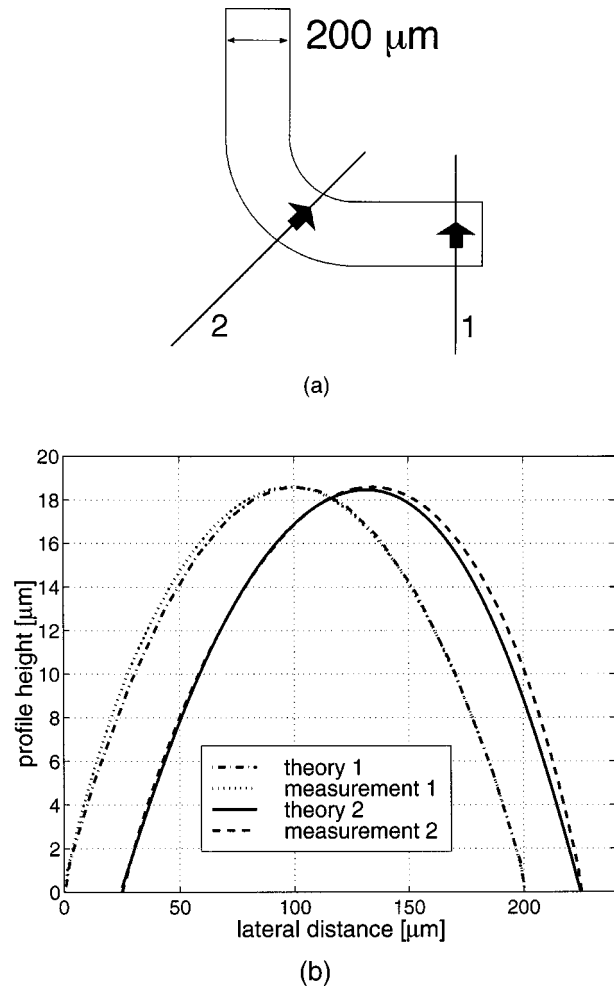 200 μm
2
1
(a)
20
18
16
14
12
10
8
6
4
2
0
profile height [μm]
theory 1
measurement 1
theory 2
measurement 2
0
50
100
150
200
lateral distance [μm]
(b)